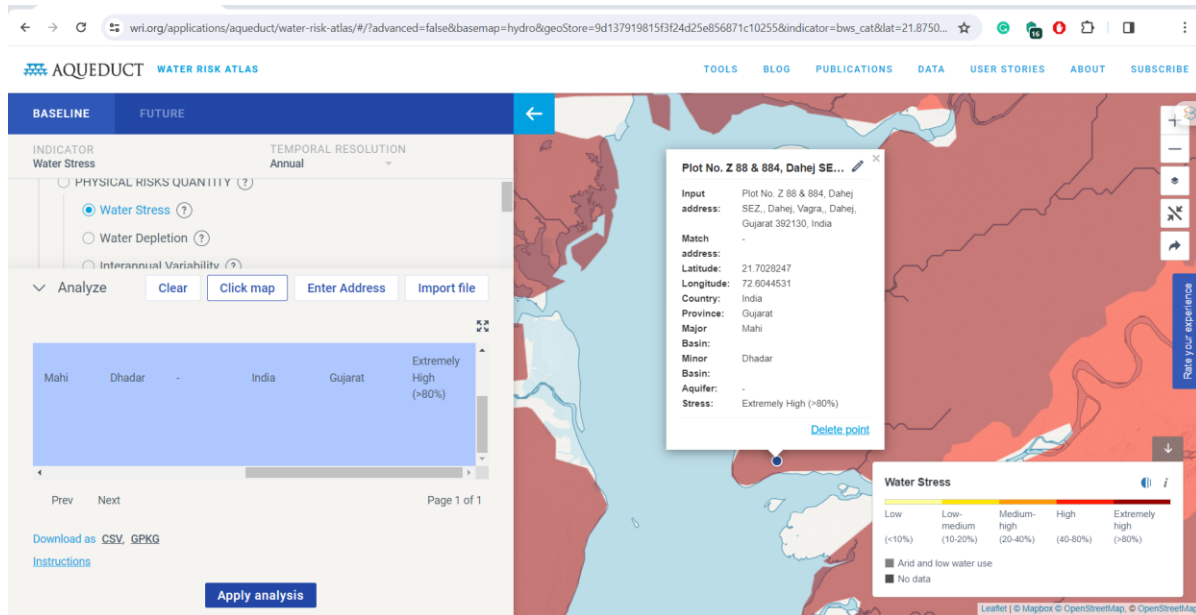 wri.org/applications/aqueduct/water-risk-atlas/#/?advanced=false&basemap=hydro&geoStore=9d137919815f3f24d25e856871c10255&indicator=bws_cat&lat=21.8750...
16
AQUEDUCT WATER RISK ATLAS
TOOLS BLOG PUBLICATIONS DATA USER STORIES ABOUT SUBSCRIBE
BASELINE FUTURE
INDICATOR TEMPORAL RESOLUTION
Water Stress Annual
PHYSICAL RISKS QUANTITY ?
Water Stress ?
Water Depletion ?
Interannual Variability ?
Analyze Clear Click map Enter Address Import file
Mahi Dhadar - India Gujarat Extremely
High
(>80%)
Prev Next Page 1 of 1
Download as CSV, GPKG
Instructions
Apply analysis
Plot No. Z 88 & 884, Dahej SE... ×
Input Plot No. Z 88 & 884, Dahej
address: SEZ,, Dahej, Vagra,, Dahej,
Gujarat 392130, India
Match -
address:
Latitude: 21.7028247
Longitude: 72.6044531
Country: India
Province: Gujarat
Major Mahi
Basin:
Minor Dhadar
Basin:
Aquifer: -
Stress: Extremely High (>80%)
Delete point
Rate your experience
Water Stress i
Low Low- Medium- High Extremely
medium high high
(<10%) (10-20%) (20-40%) (40-80%) (>80%)
Arid and low water use
No data
Leaflet | © Mapbox © OpenStreetMap, © OpenStreetMap